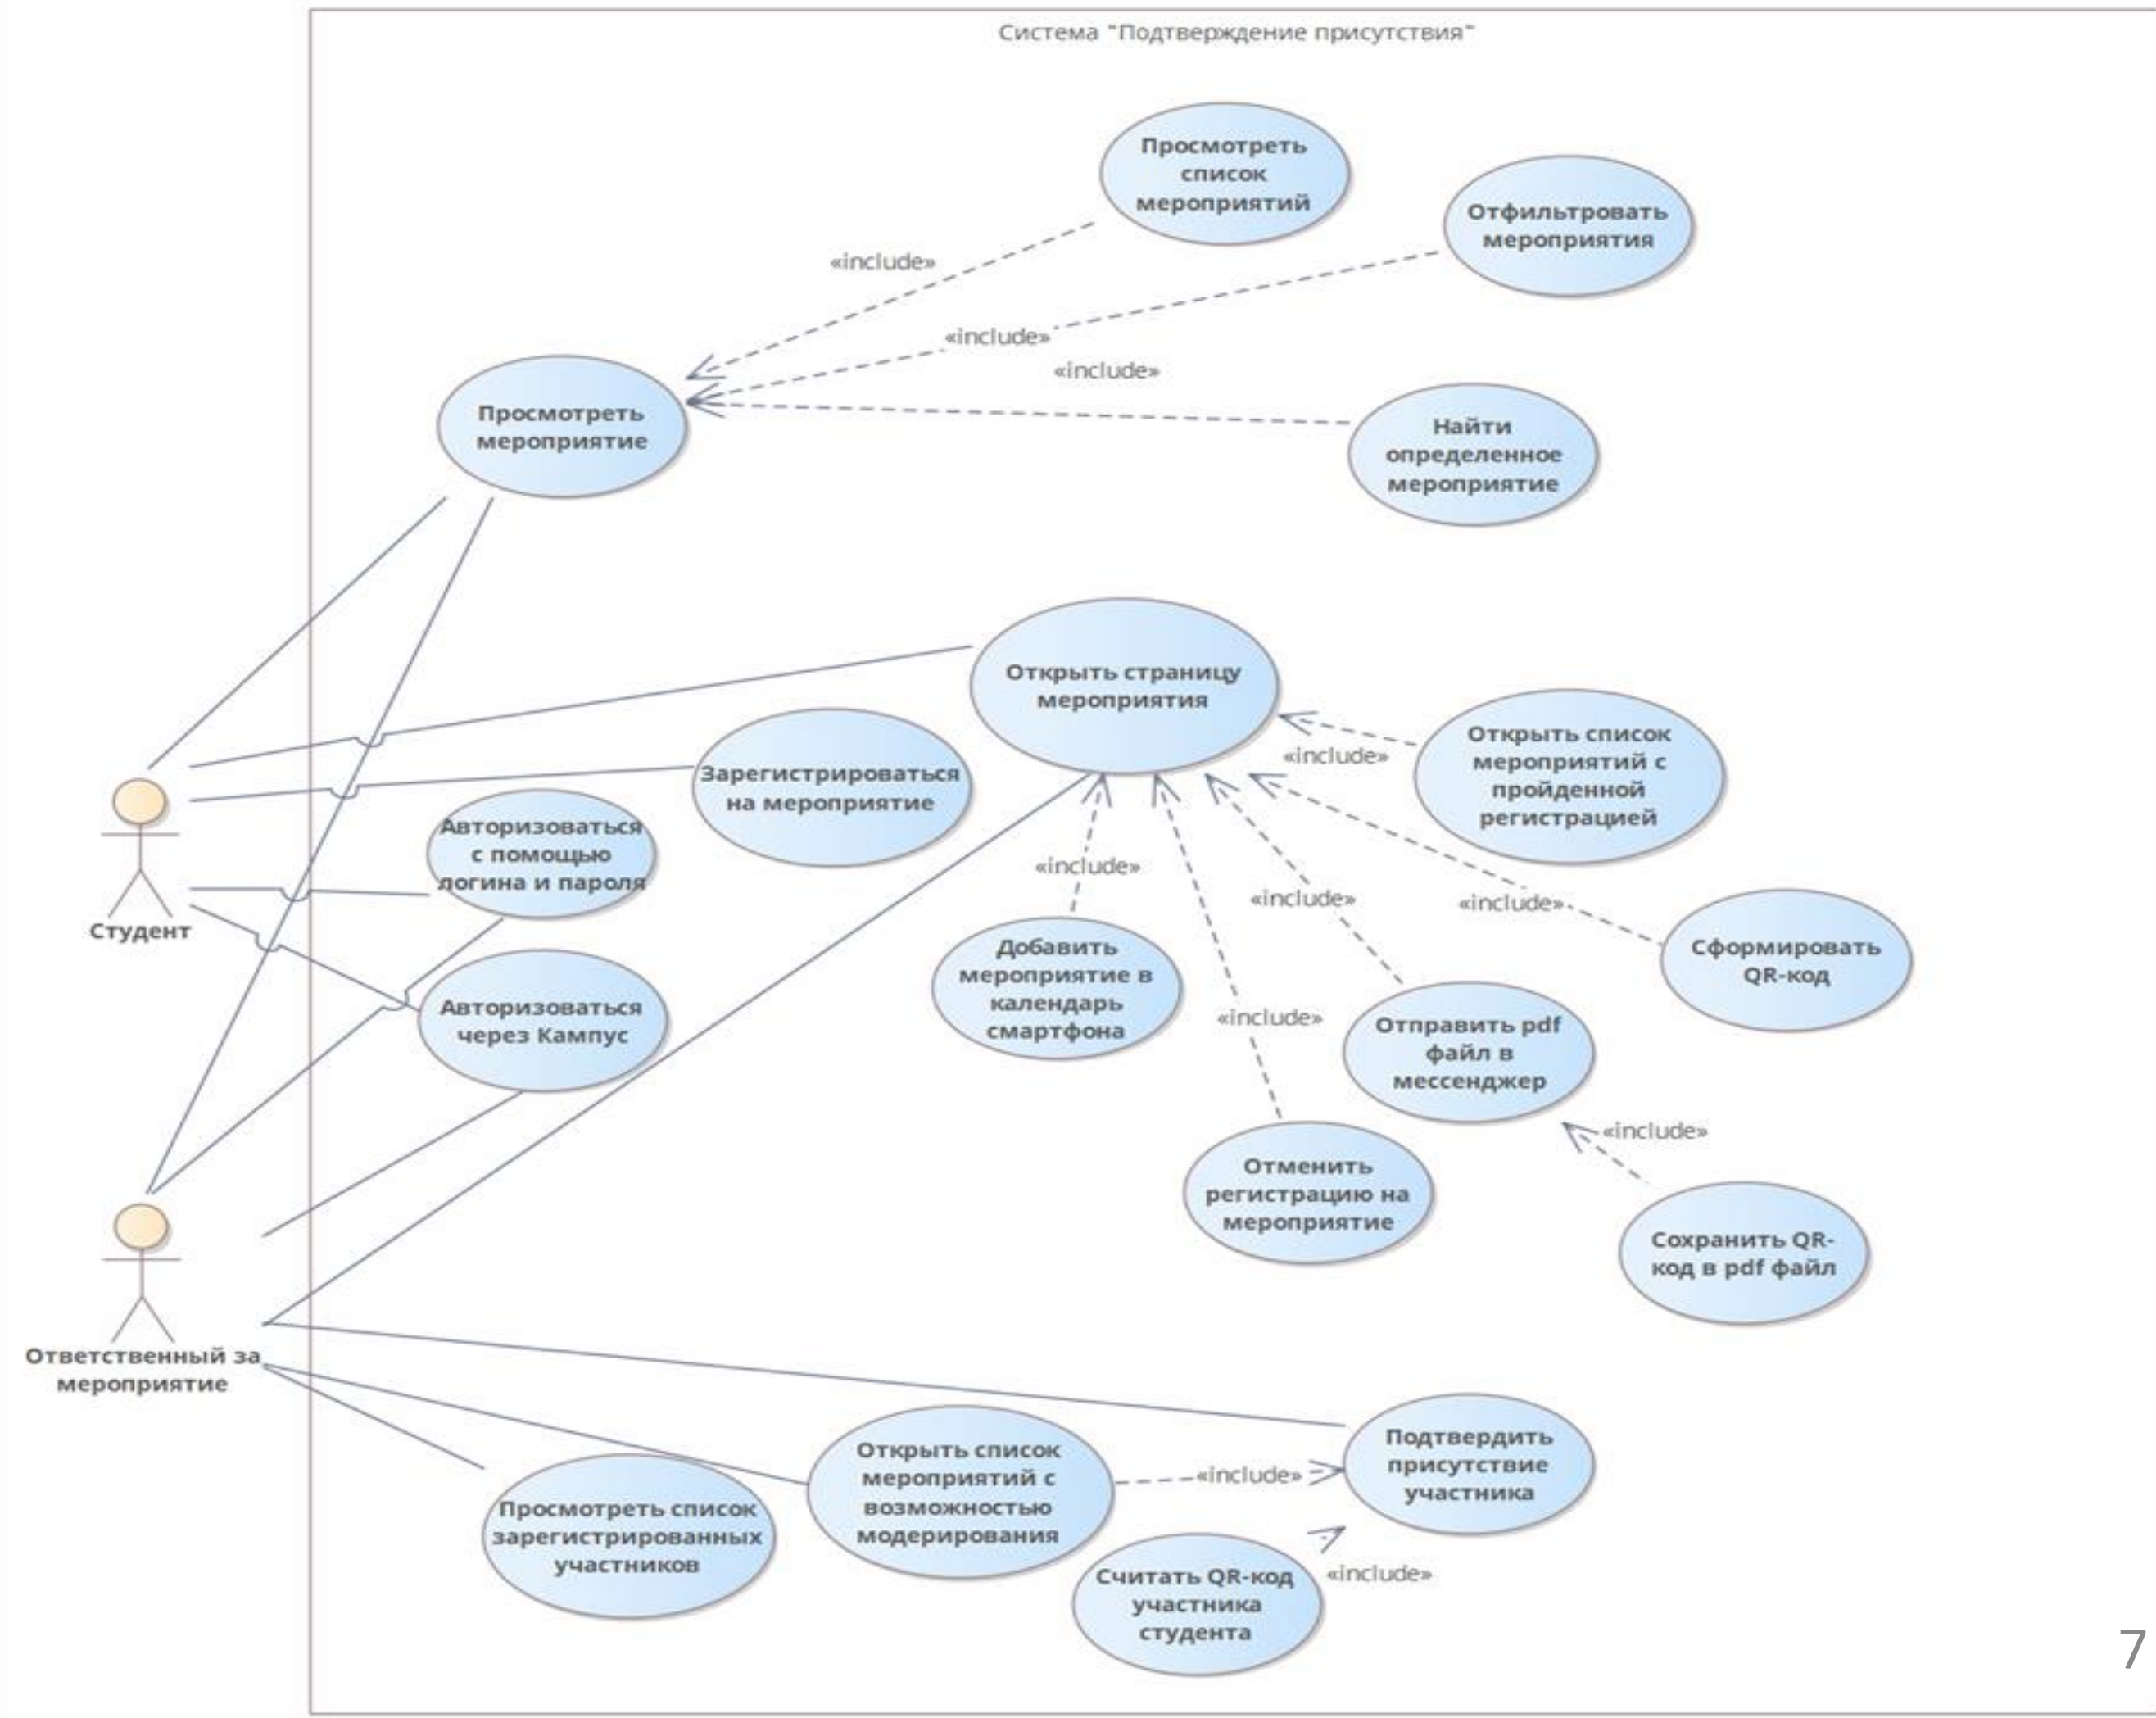 Система "Подтверждение присутствия"
Просмотреть
список
мероприятий
Отфильтровать
мероприятия
«include»
«include»
«include»
Просмотреть
мероприятие
Найти
определенное
мероприятие
Открыть страницу
мероприятия
Открыть список
мероприятий с
пройденной
регистрацией
«include»
Зарегистрироваться
на мероприятие
Авторизоваться
с помощью
логина и пароля
Студент
«include»
«include»
«include»
Добавить
мероприятие в
календарь
смартфона
Сформировать
QR-код
Авторизоваться
через Кампус
«include»
Отправить pdf
файл в
мессенджер
«include»
Отменить
регистрацию на
мероприятие
Сохранить QR-
код в pdf файл
Ответственный за
мероприятие
Подтвердить
присутствие
участника
Открыть список
мероприятий с
возможностью
модерирования
«include»
Просмотреть список
зарегистрированных
участников
Считать QR-код
участника
студента
«include»
7